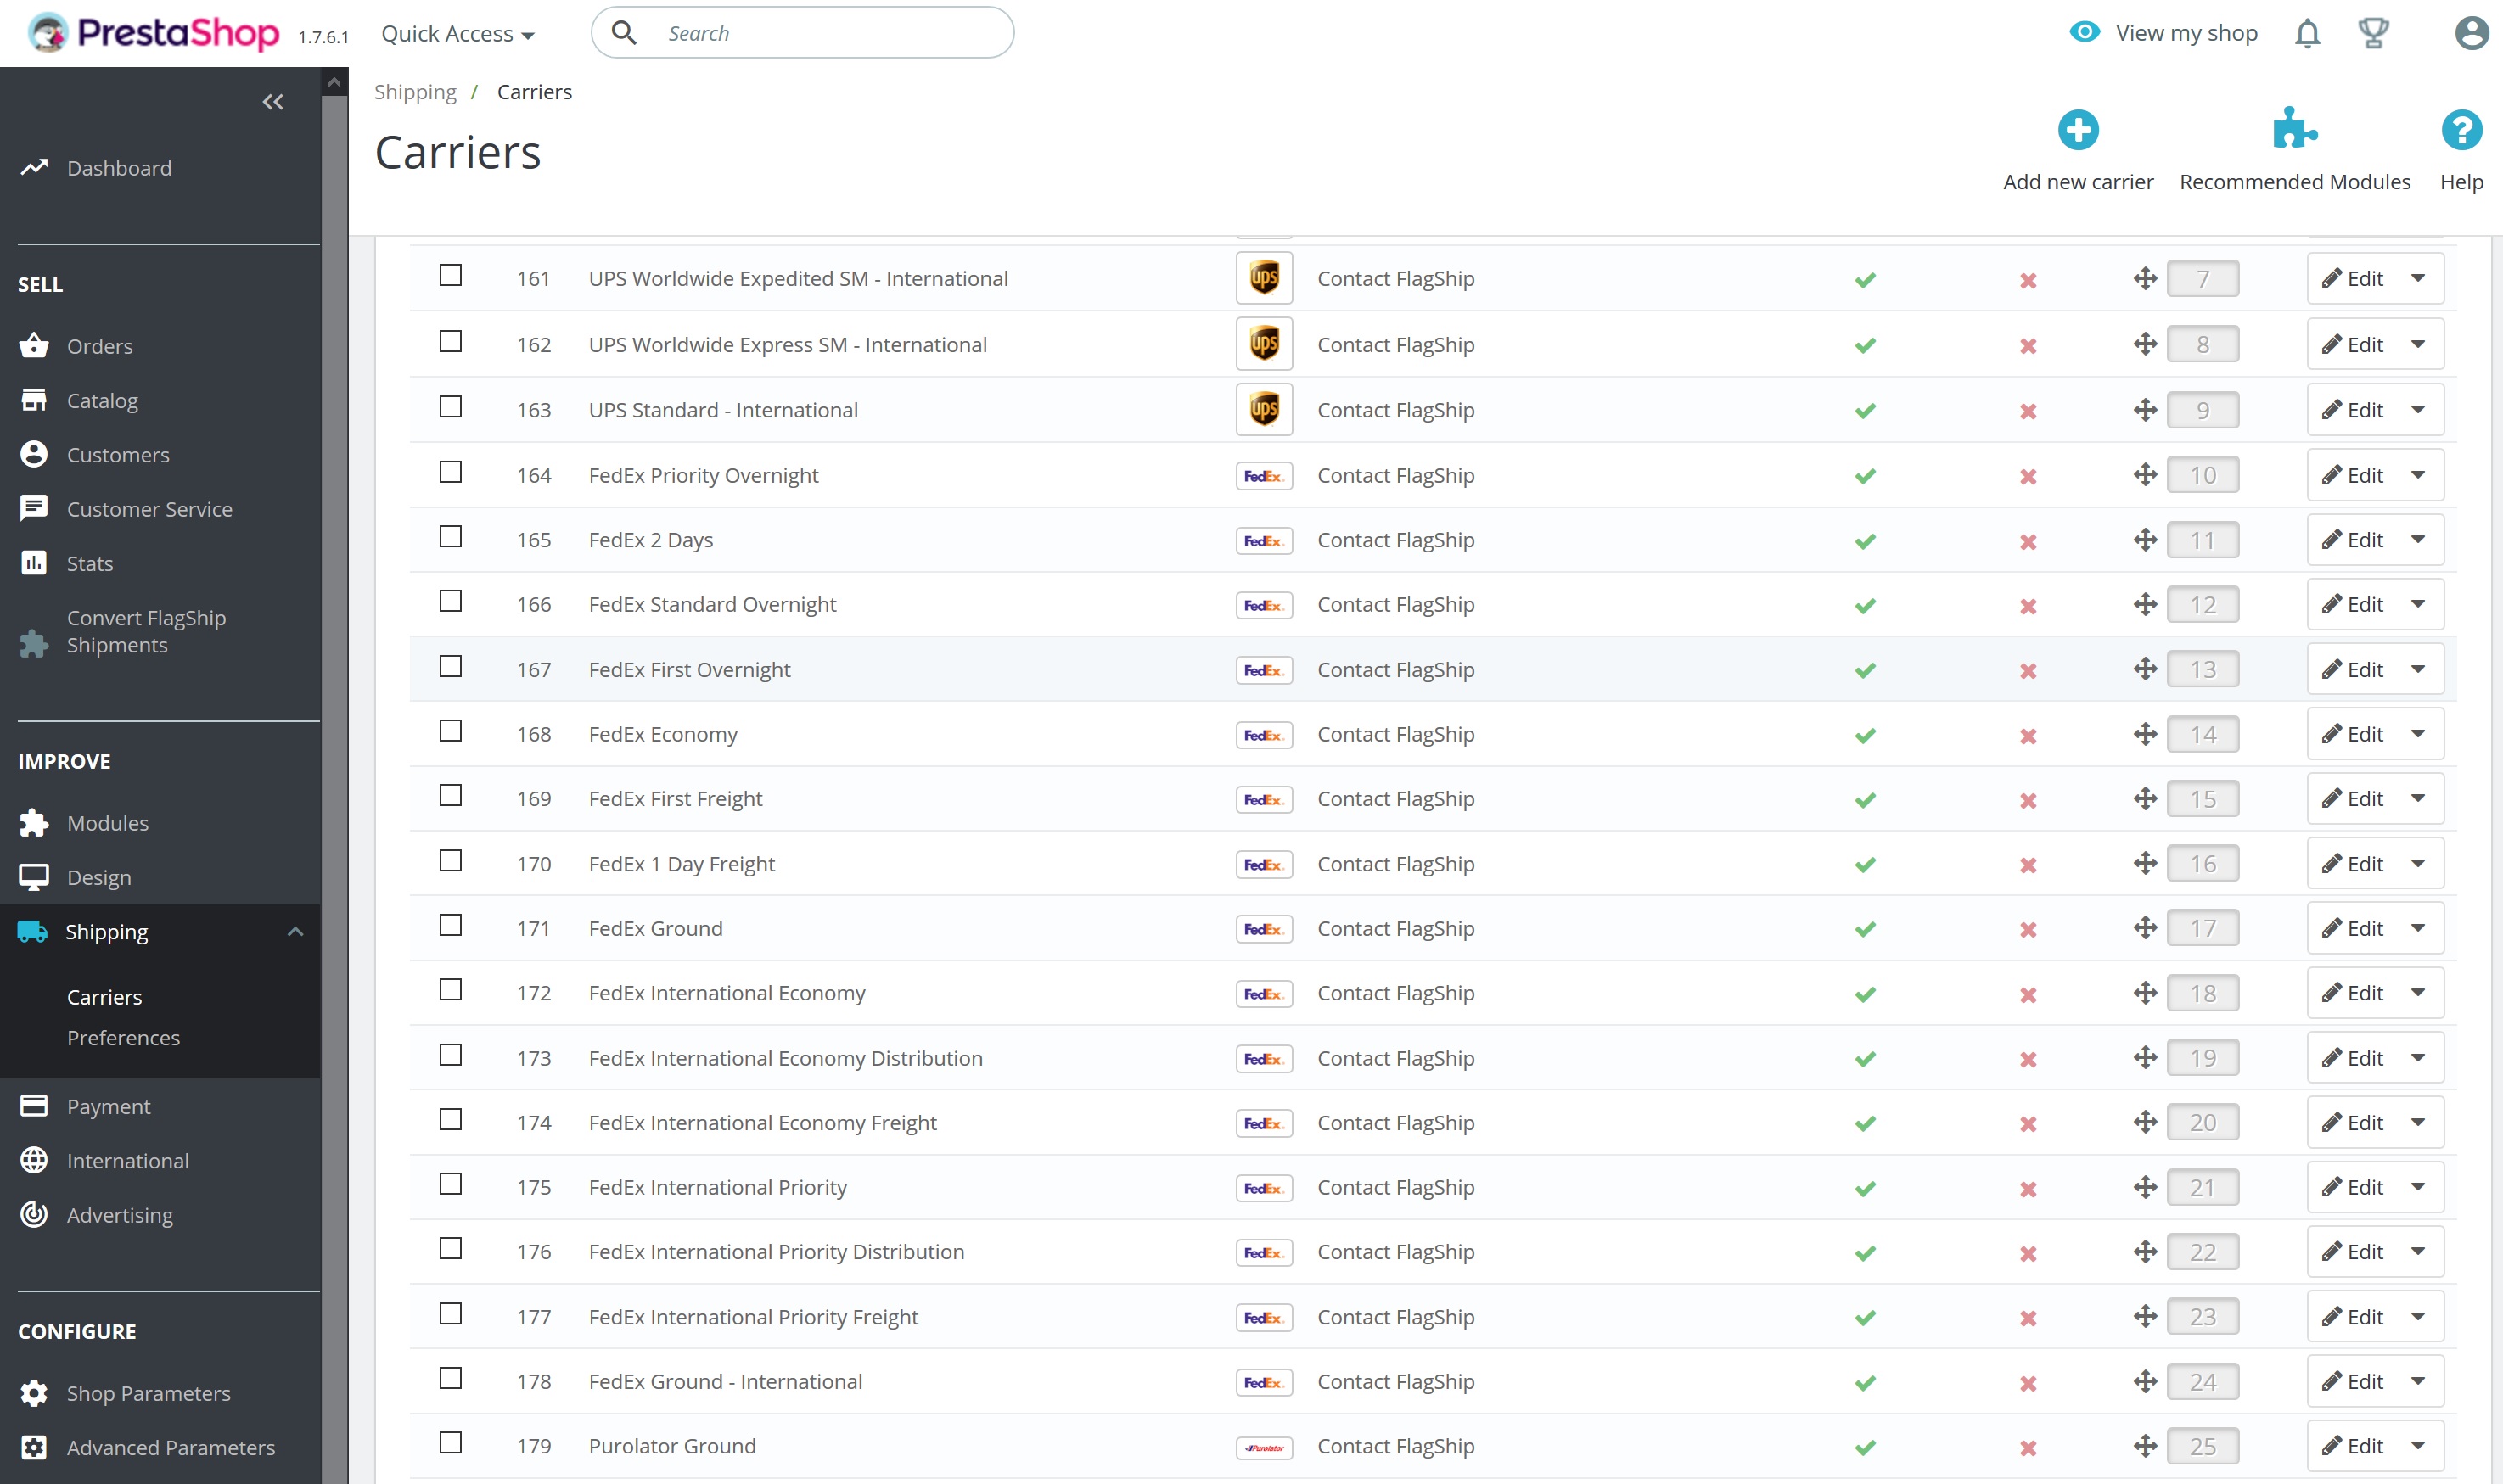 PrestaShop 1.7.6.1 Quick Access Search View my shop
Shipping / Carriers
Carriers
Add new carrier Recommended Modules Help
Dashboard
SELL
Orders
Catalog
Customers
Customer Service
Stats
Convert FlagShip
Shipments
IMPROVE
Modules
Design
Shipping
Carriers
Preferences
Payment
International
Advertising
CONFIGURE
Shop Parameters
Advanced Parameters
161 UPS Worldwide Expedited SM - International ups Contact FlagShip 7 Edit
162 UPS Worldwide Express SM - International ups Contact FlagShip 8 Edit
163 UPS Standard - International ups Contact FlagShip 9 Edit
164 FedEx Priority Overnight FedEx Contact FlagShip 10 Edit
165 FedEx 2 Days FedEx Contact FlagShip 11 Edit
166 FedEx Standard Overnight FedEx Contact FlagShip 12 Edit
167 FedEx First Overnight FedEx Contact FlagShip 13 Edit
168 FedEx Economy FedEx Contact FlagShip 14 Edit
169 FedEx First Freight FedEx Contact FlagShip 15 Edit
170 FedEx 1 Day Freight FedEx Contact FlagShip 16 Edit
171 FedEx Ground FedEx Contact FlagShip 17 Edit
172 FedEx International Economy FedEx Contact FlagShip 18 Edit
173 FedEx International Economy Distribution FedEx Contact FlagShip 19 Edit
174 FedEx International Economy Freight FedEx Contact FlagShip 20 Edit
175 FedEx International Priority FedEx Contact FlagShip 21 Edit
176 FedEx International Priority Distribution FedEx Contact FlagShip 22 Edit
177 FedEx International Priority Freight FedEx Contact FlagShip 23 Edit
178 FedEx Ground - International FedEx Contact FlagShip 24 Edit
179 Purolator Ground Purolator Contact FlagShip 25 Edit